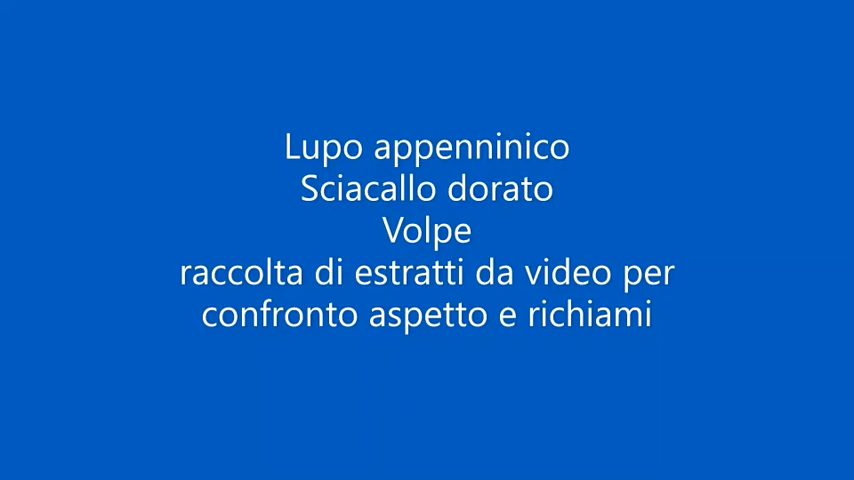 Lupo appenninico
Sciacallo dorato
Volpe
raccolta di estratti da video per
confronto aspetto e richiami